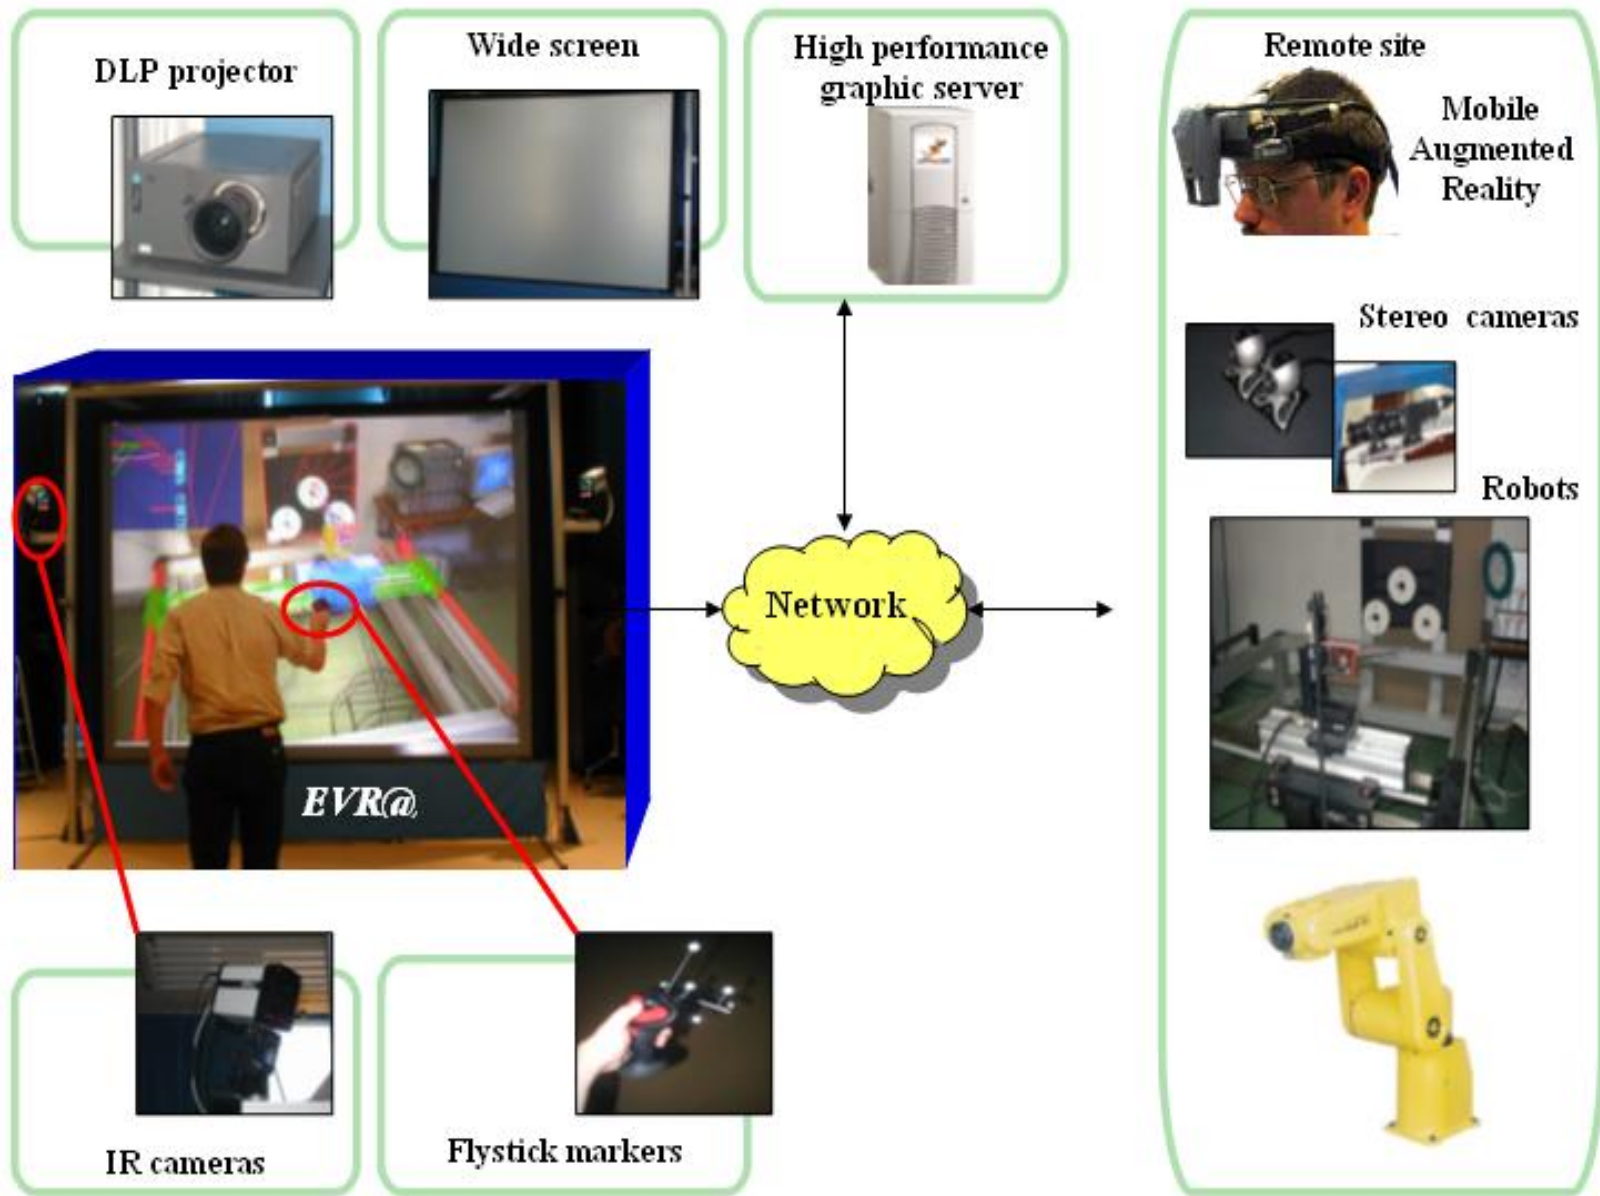 DLP projector
Wide screen
High performance
graphic server
Remote site
Mobile
Augmented
Reality
Stereo cameras
Robots
Network
EVR@
IR cameras
Flystick markers